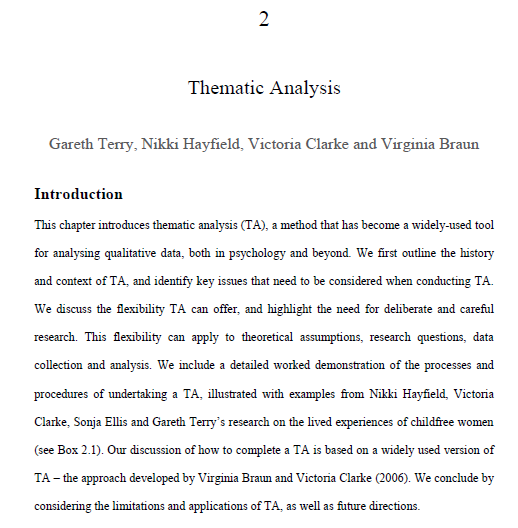 2
Thematic Analysis
Gareth Terry, Nikki Hayfield, Victoria Clarke and Virginia Braun
Introduction
This chapter introduces thematic analysis (TA), a method that has become a widely-used tool
for analysing qualitative data, both in psychology and beyond. We first outline the history
and context of TA, and identify key issues that need to be considered when conducting TA.
We discuss the flexibility TA can offer, and highlight the need for deliberate and careful
research. This flexibility can apply to theoretical assumptions, research questions, data
collection and analysis. We include a detailed worked demonstration of the processes and
procedures of undertaking a TA, illustrated with examples from Nikki Hayfield, Victoria
Clarke, Sonja Ellis and Gareth Terry’s research on the lived experiences of childfree women
(see Box 2.1). Our discussion of how to complete a TA is based on a widely used version of
TA – the approach developed by Virginia Braun and Victoria Clarke (2006). We conclude by
considering the limitations and applications of TA, as well as future directions.